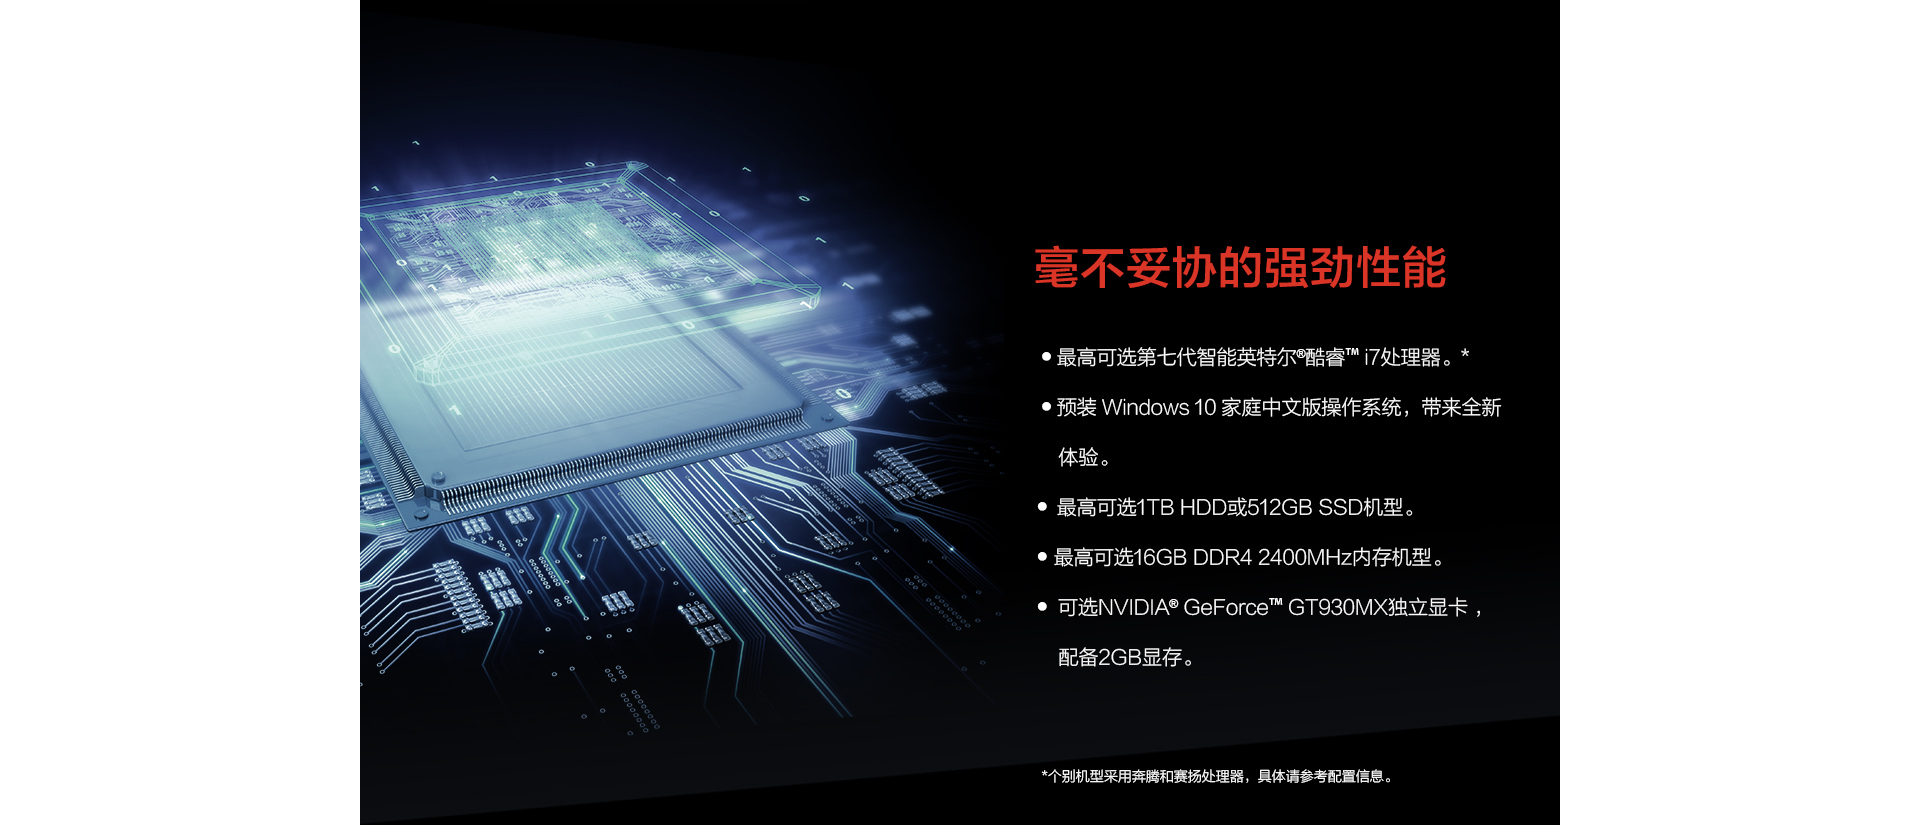 毫不妥协的强劲性能
● 最高可选第七代智能英特尔®酷睿™ i7处理器。*
● 预装 Windows 10 家庭中文版操作系统，带来全新
体验。
● 最高可选1TB HDD或512GB SSD机型。
● 最高可选16GB DDR4 2400MHz内存机型。
● 可选NVIDIA® GeForce™ GT930MX独立显卡，
配备2GB显存。
*个别机型采用奔腾和赛扬处理器，具体请参考配置信息。